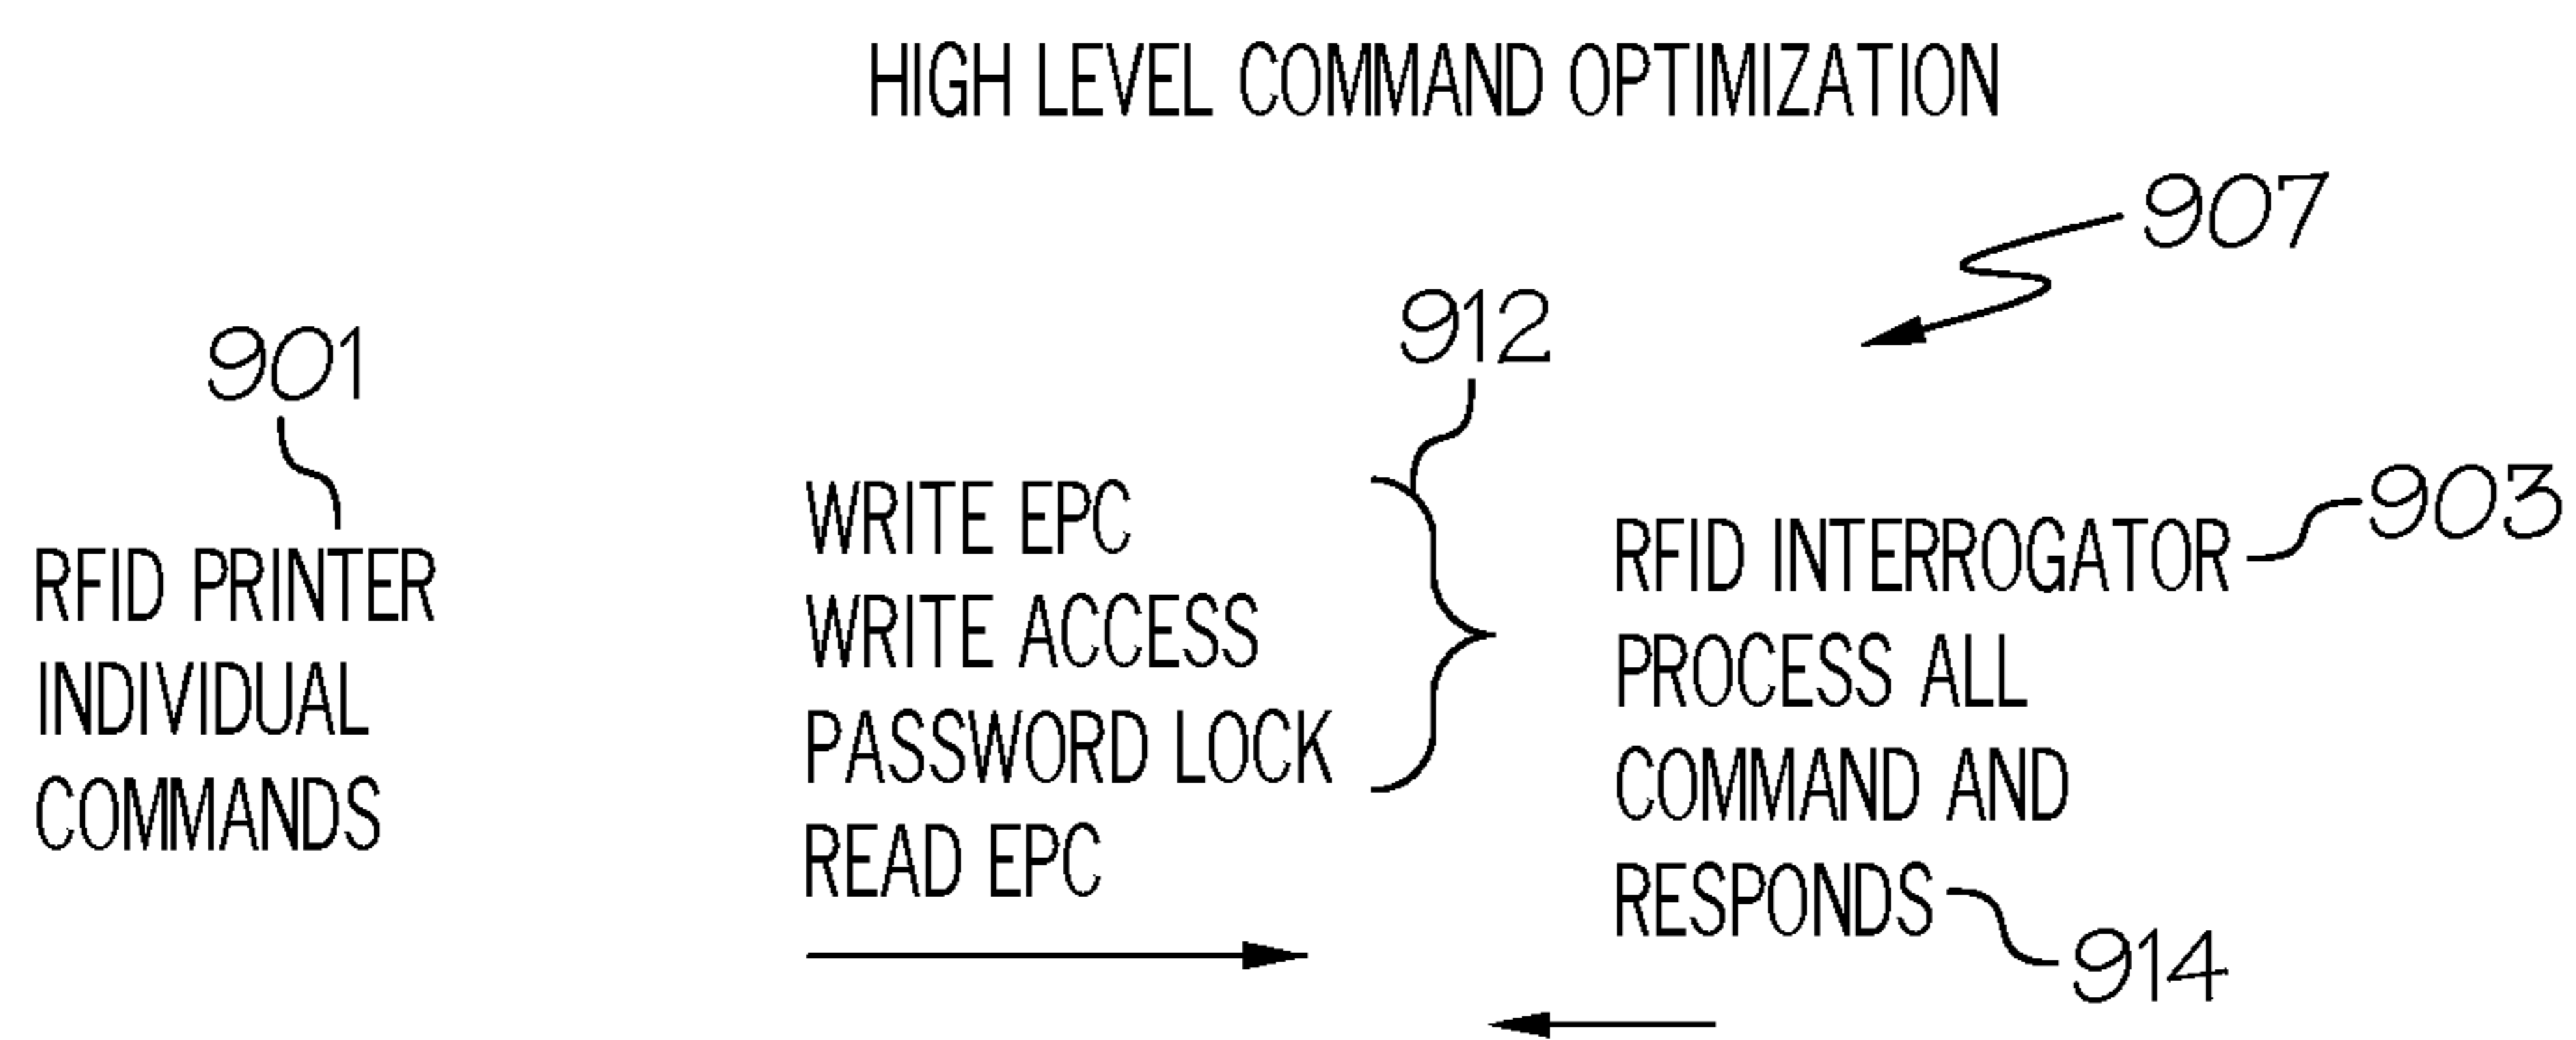 HIGH LEVEL COMMAND OPTIMIZATION
907
912
901
903
RFID PRINTER
INDIVIDUAL
COMMANDS
WRITE EPC
WRITE ACCESS
PASSWORD LOCK
READ EPC
RFID INTERROGATOR
PROCESS ALL
COMMAND AND
RESPONDS
914